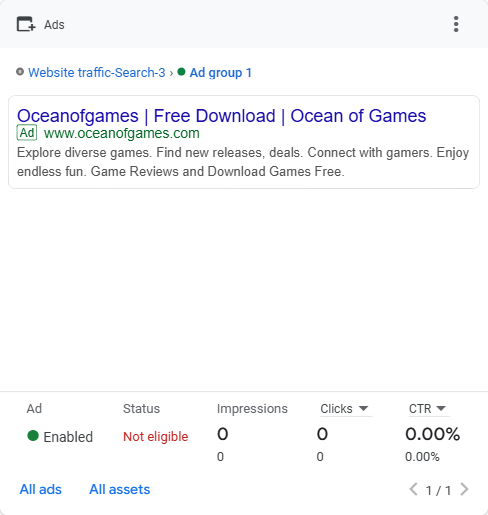 Ads
Website traffic-Search-3 › Ad group 1
Oceanofgames | Free Download | Ocean of Games
Ad www.oceanofgames.com
Explore diverse games. Find new releases, deals. Connect with gamers. Enjoy
endless fun. Game Reviews and Download Games Free.
Ad Status Impressions Clicks CTR
Enabled Not eligible 0 0 0.00%
0 0 0.00%
All ads All assets 1 / 1